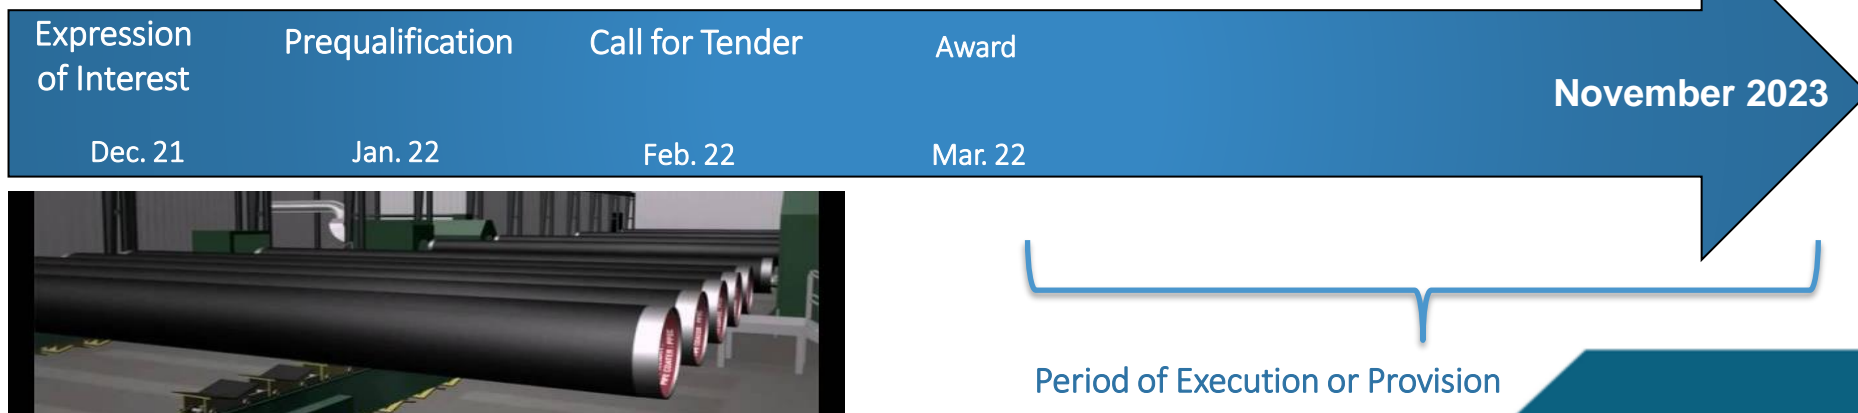 Expression
of Interest
Prequalification
Call for Tender
Award
November 2023
Dec. 21
Jan. 22
Feb. 22
Mar. 22
Period of Execution or Provision